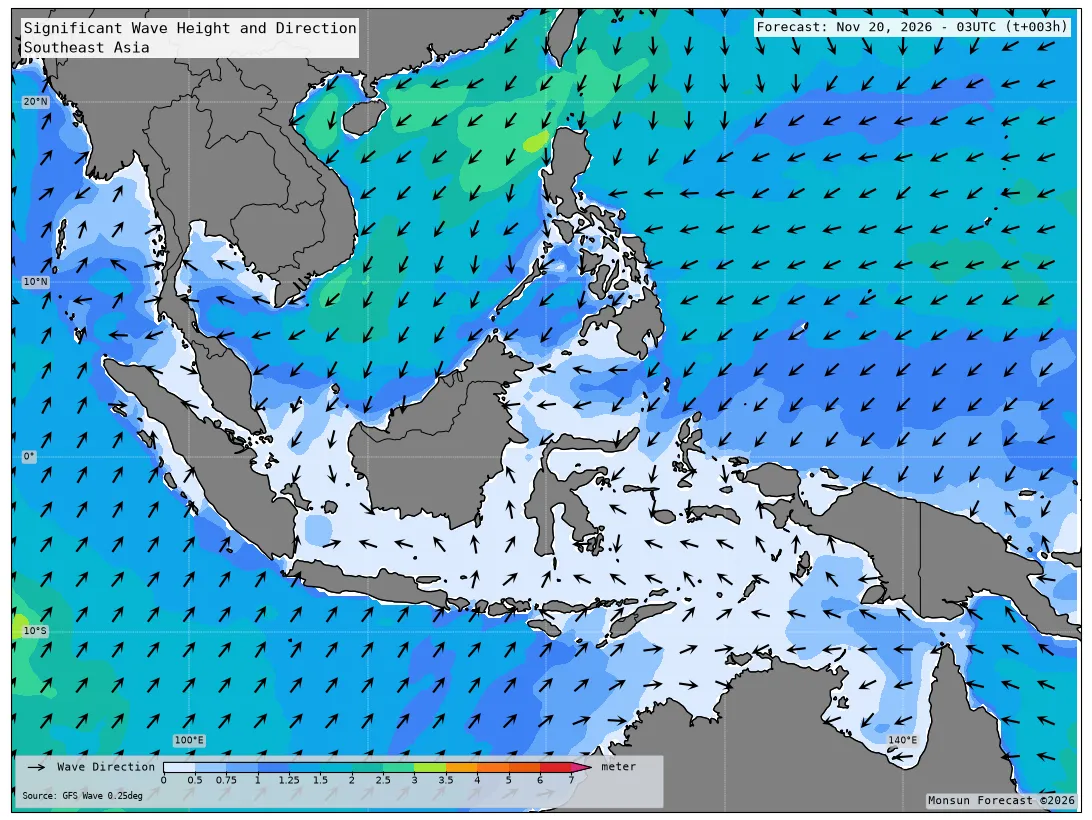 Significant Wave Height and Direction
Southeast Asia
Forecast: Nov 20, 2026 - 03UTC (t+003h)
20°N
10°N
0°
10°S
100°E
140°E
Wave Direction
meter
0 0.5 0.75 1 1.25 1.5 2 2.5 3 3.5 4 5 6 7
Source: GFS Wave 0.25deg
Monsun Forecast ©2026